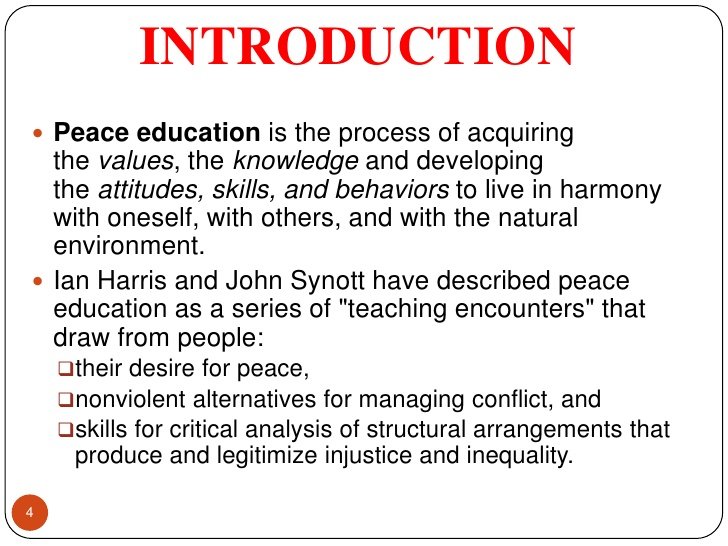 INTRODUCTION
• Peace education is the process of acquiring
the values, the knowledge and developing
the attitudes, skills, and behaviors to live in harmony
with oneself, with others, and with the natural
environment.
• Ian Harris and John Synott have described peace
education as a series of "teaching encounters" that
draw from people:
❑their desire for peace,
❑nonviolent alternatives for managing conflict, and
❑skills for critical analysis of structural arrangements that
produce and legitimize injustice and inequality.
4